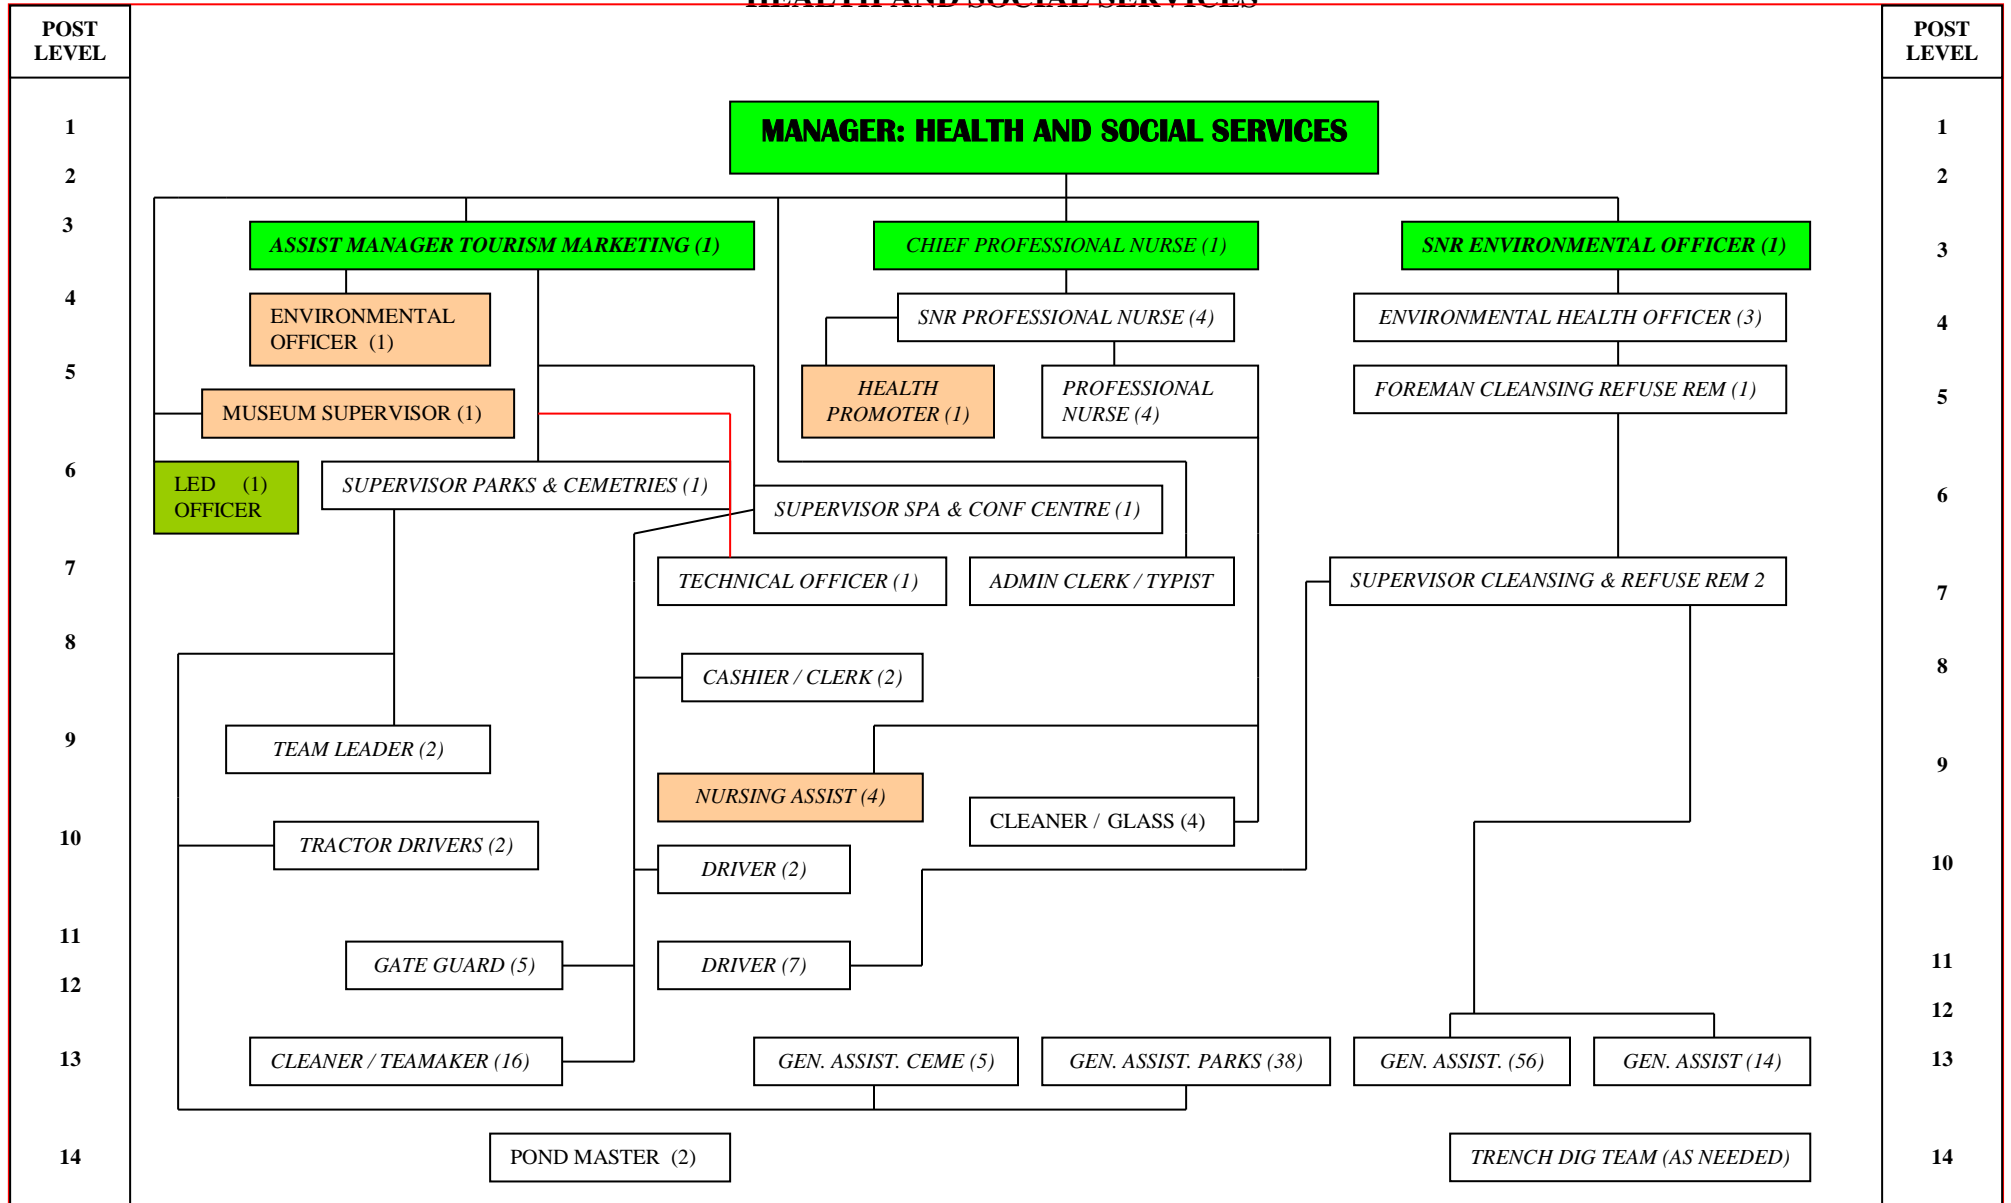 HEALTH AND SOCIAL SERVICES
POST
LEVEL
POST
LEVEL
1
MANAGER: HEALTH AND SOCIAL SERVICES
1
2
2
3
ASSIST MANAGER TOURISM MARKETING (1)
CHIEF PROFESSIONAL NURSE (1)
SNR ENVIRONMENTAL OFFICER (1)
3
4
ENVIRONMENTAL
OFFICER (1)
SNR PROFESSIONAL NURSE (4)
ENVIRONMENTAL HEALTH OFFICER (3)
4
5
MUSEUM SUPERVISOR (1)
HEALTH
PROMOTER (1)
PROFESSIONAL
NURSE (4)
FOREMAN CLEANSING REFUSE REM (1)
5
6
LED (1)
OFFICER
SUPERVISOR PARKS & CEMETRIES (1)
SUPERVISOR SPA & CONF CENTRE (1)
6
7
TECHNICAL OFFICER (1)
ADMIN CLERK / TYPIST
SUPERVISOR CLEANSING & REFUSE REM 2
7
8
CASHIER / CLERK (2)
8
9
TEAM LEADER (2)
9
NURSING ASSIST (4)
CLEANER / GLASS (4)
10
TRACTOR DRIVERS (2)
DRIVER (2)
10
11
GATE GUARD (5)
DRIVER (7)
11
12
12
13
CLEANER / TEAMAKER (16)
GEN. ASSIST. CEME (5)
GEN. ASSIST. PARKS (38)
GEN. ASSIST. (56)
GEN. ASSIST (14)
13
14
POND MASTER (2)
TRENCH DIG TEAM (AS NEEDED)
14